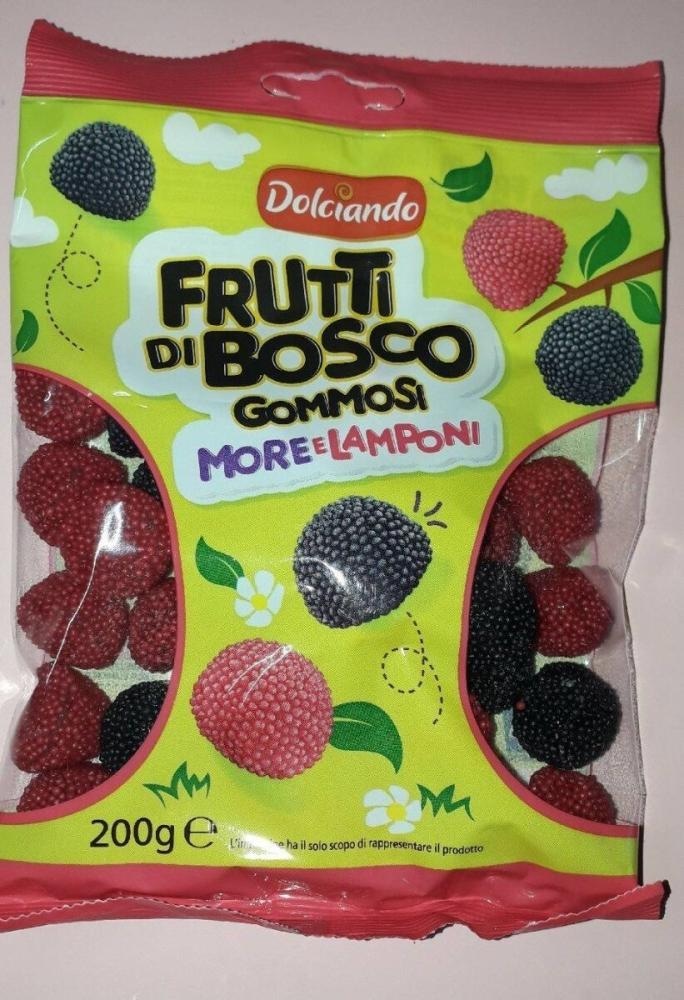 Dolciando
FRUTTI
DI BOSCO
GOMMOSI
MORE E LAMPONI
200g ℮
ha il solo scopo di rappresentare il prodotto